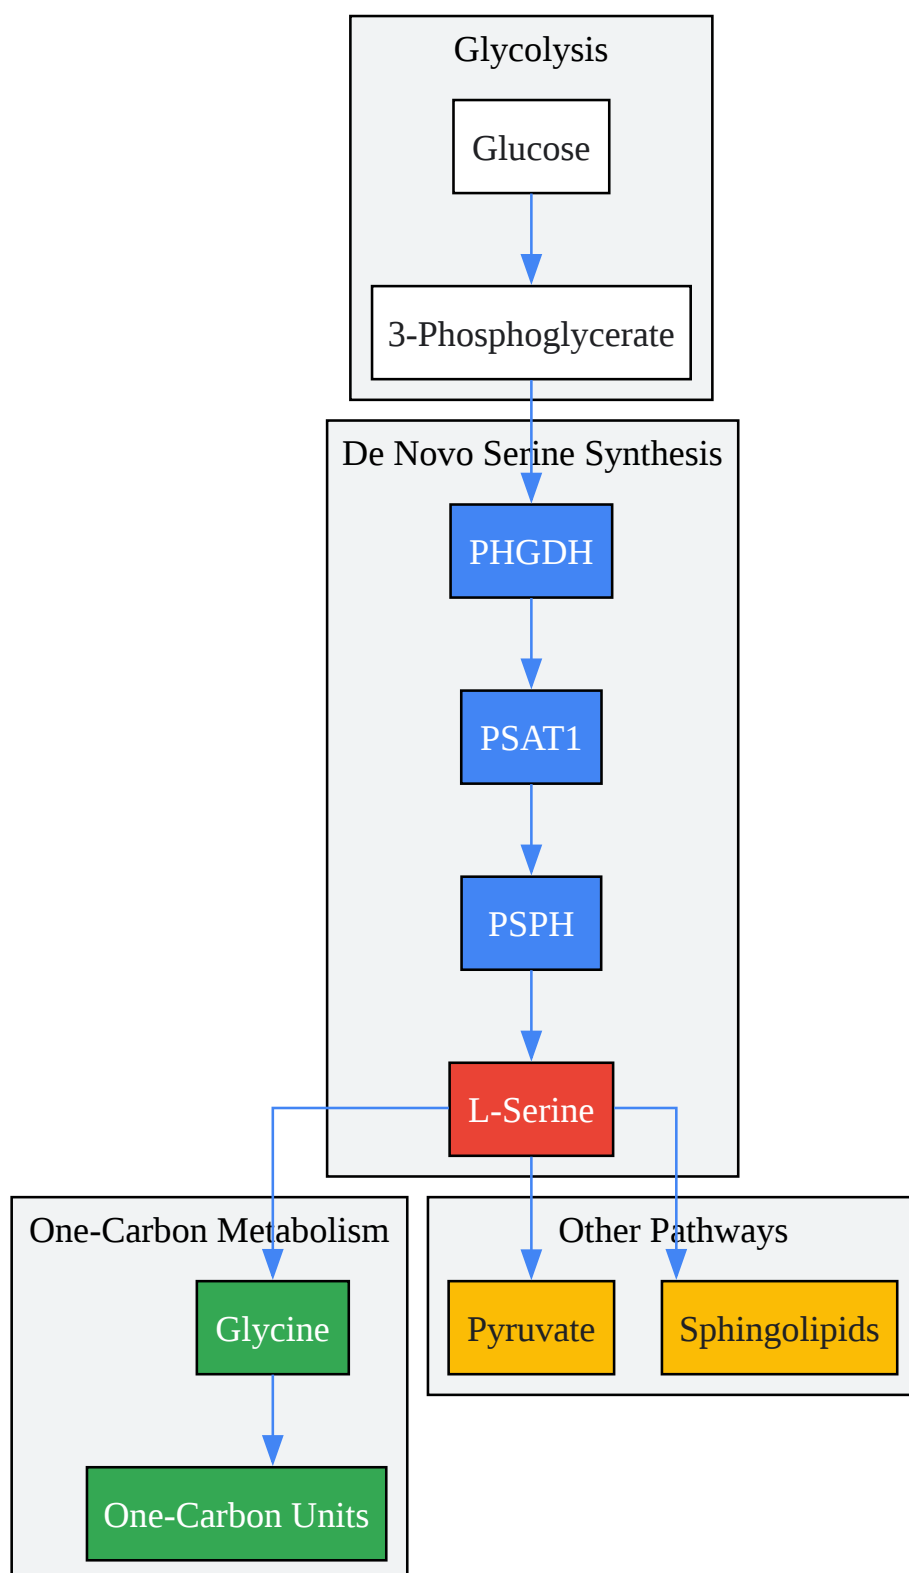 Glycolysis
Glucose
3-Phosphoglycerate
De Novo Serine Synthesis
PHGDH
PSAT1
PSPH
L-Serine
One-Carbon Metabolism
Other Pathways
Glycine
Pyruvate
Sphingolipids
One-Carbon Units